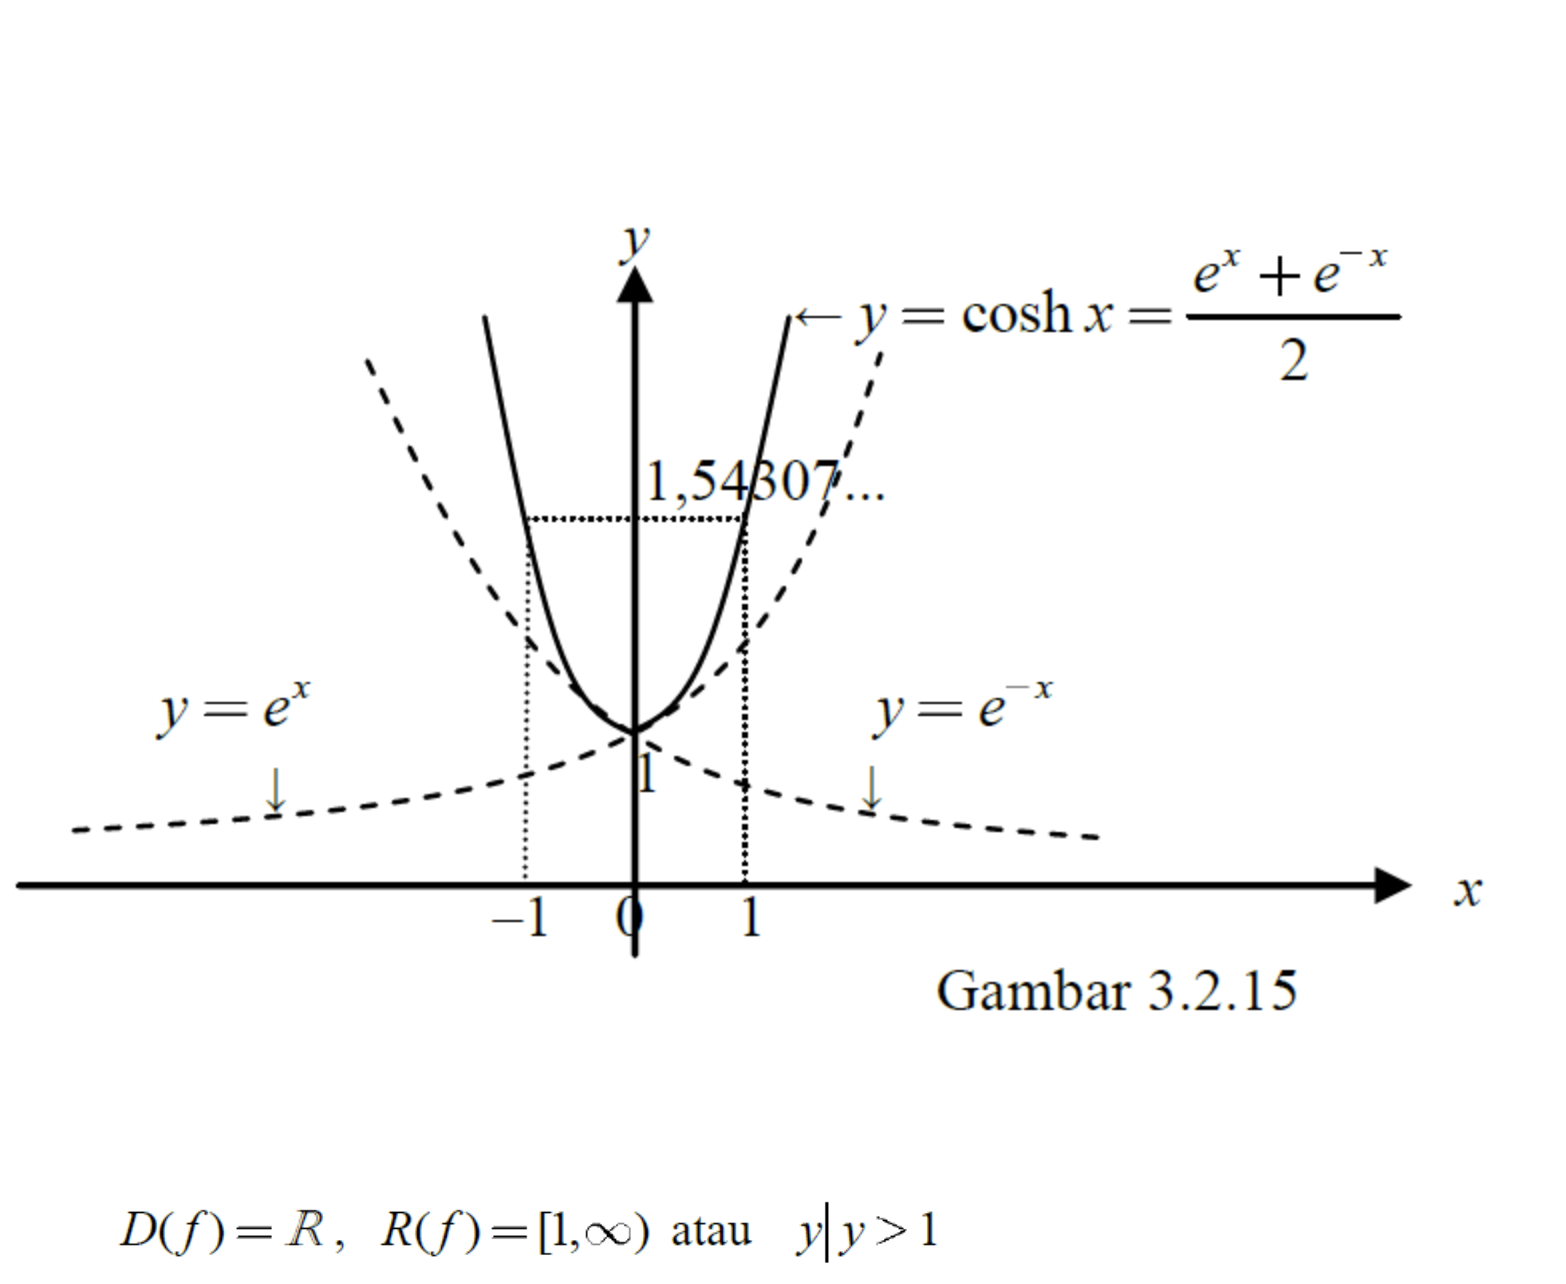 y
← y = cosh x = (e^x + e^−x)/2
1,54307...
y = e^x
y = e^−x
↓
↓
1
x
−1 0 1
Gambar 3.2.15
D(f) = R, R(f) = [1,∞) atau y|y > 1